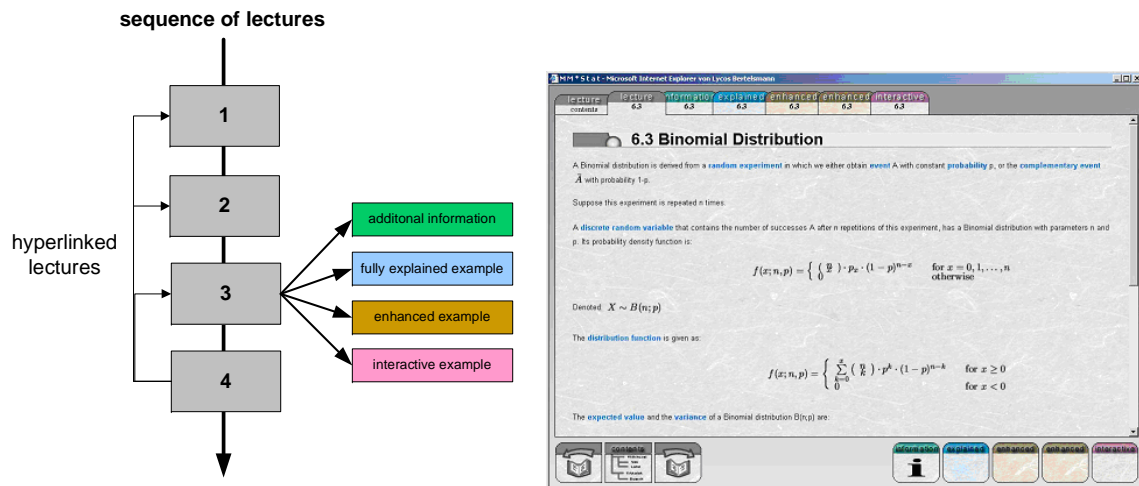 sequence of lectures
1
2
3
4
hyperlinked
lectures
additonal information
fully explained example
enhanced example
interactive example
MM*Stat - Microsoft Internet Explorer von Lycos Bertelsmann
lecture
contents
lecture
6.3
nformation
6.3
explained
6.3
enhanced
6.3
enhanced
6.3
interactive
6.3
6.3 Binomial Distribution
A Binomial distribution is derived from a random experiment in which we either obtain event A with constant probability p, or the complementary event
Ā with probability 1-p.
Suppose this experiment is repeated n times.
A discrete random variable that contains the number of successes A after n repetitions of this experiment, has a Binomial distribution with parameters n and
p. Its probability density function is:
f(x; n, p) = { (n x) · p_x · (1 − p)^{n−x} for x = 0, 1, . . . , n
0 otherwise
Denoted X ∼ B(n; p)
The distribution function is given as:
f(x; n, p) = { ∑_{k=0}^{x} (n k) · p^k · (1 − p)^{n−k} for x ≥ 0
0 for x < 0
The expected value and the variance of a Binomial distribution B(n;p) are:
contents
information
explained
enhanced
enhanced
interactive